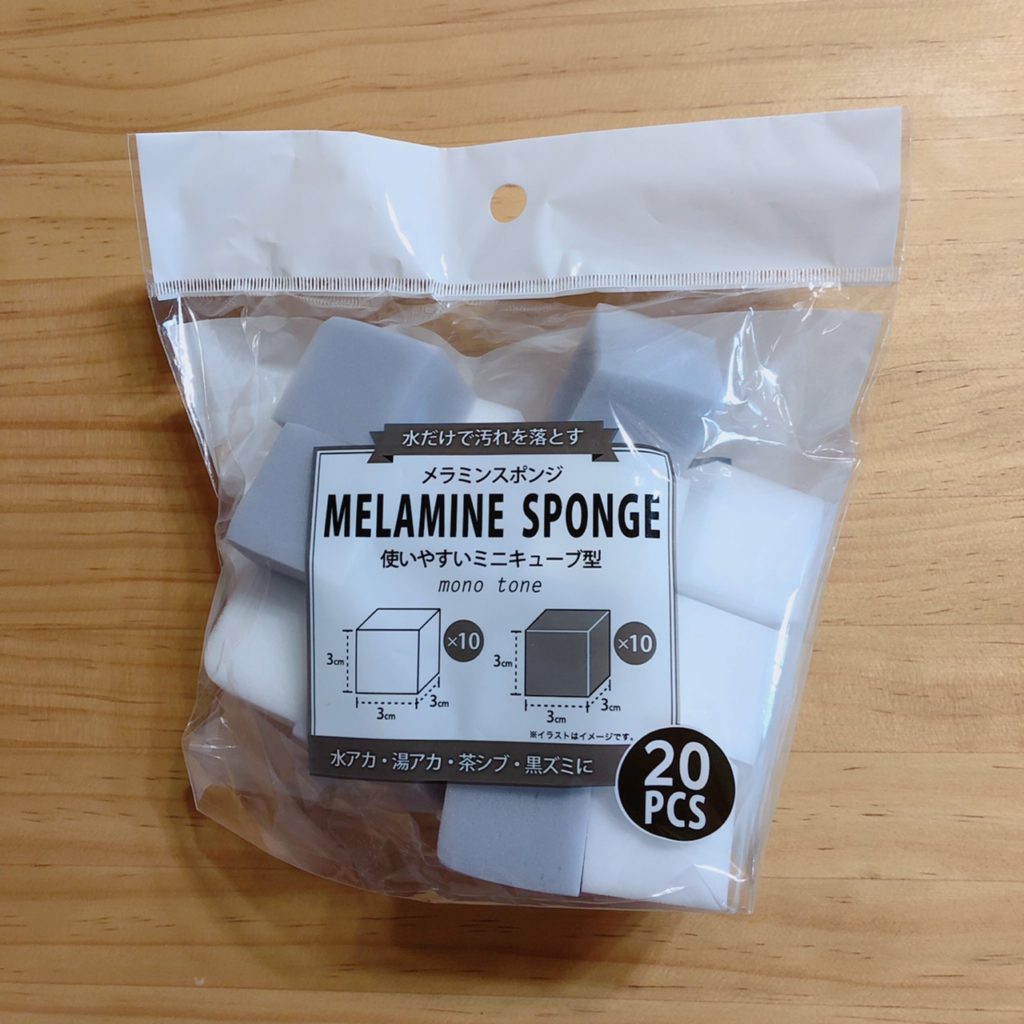 水だけで汚れを落とす
メラミンスポンジ
MELAMINE SPONGE
使いやすいミニキューブ型
mono tone
×10
3cm
3cm
3cm
×10
3cm
3cm
3cm
※イラストはイメージです。
水アカ・湯アカ・茶シブ・黒ズミに
20
PCS